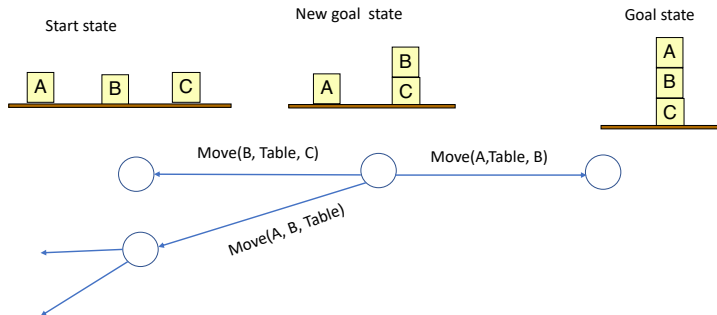 Start state
New goal state
Goal state
A
B
C
A
B
C
A
B
C
Move(B, Table, C)
Move(A,Table, B)
Move(A, B, Table)